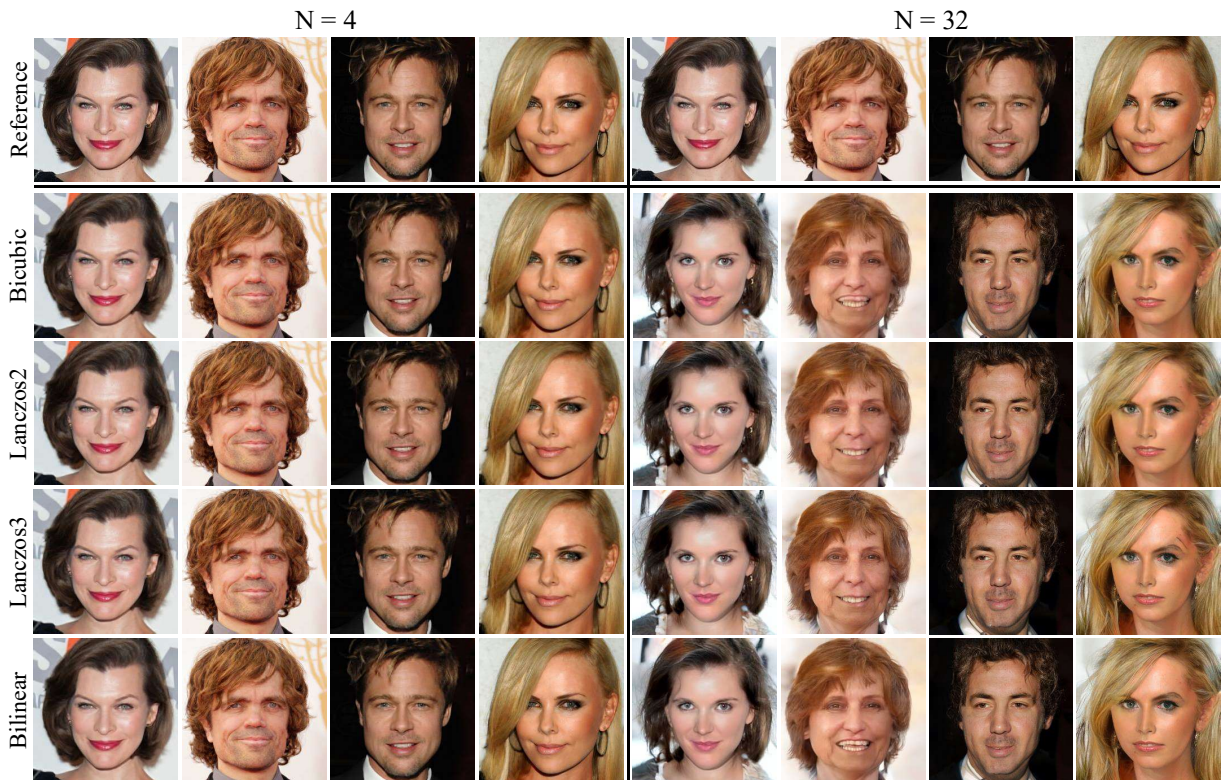 N = 4
N = 32
Reference
Bicubic
Lanczos2
Lanczos3
Bilinear